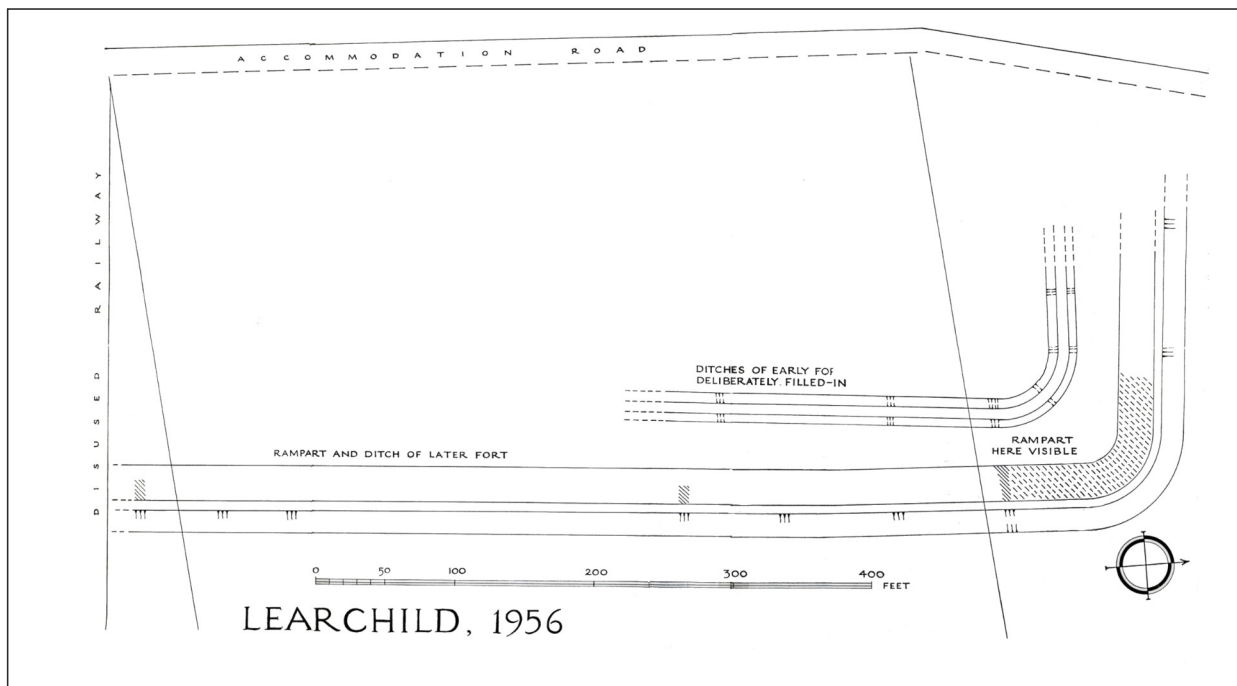 ACCOMMODATION ROAD
DISUSED RAILWAY
DITCHES OF EARLY FOR
DELIBERATELY. FILLED-IN
RAMPART
HERE VISIBLE
RAMPART AND DITCH OF LATER FORT
0 50 100 200 300 400
FEET
LEARCHILD, 1956